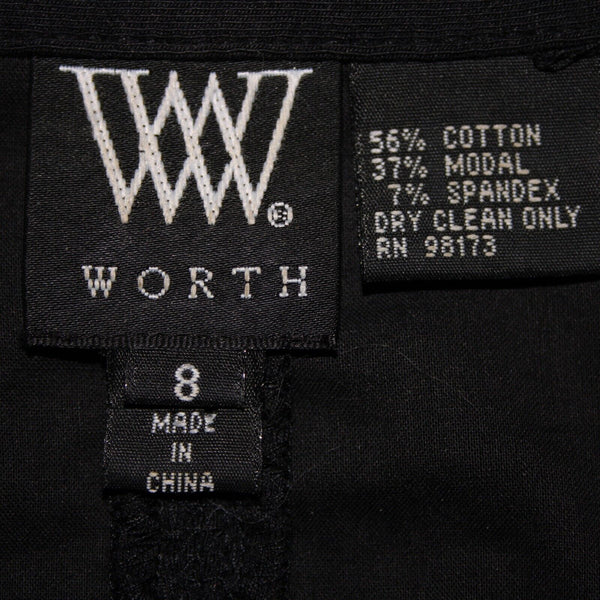 W
®
WORTH
8
MADE
IN
CHINA
56% COTTON
37% MODAL
7% SPANDEX
DRY CLEAN ONLY
RN 98173